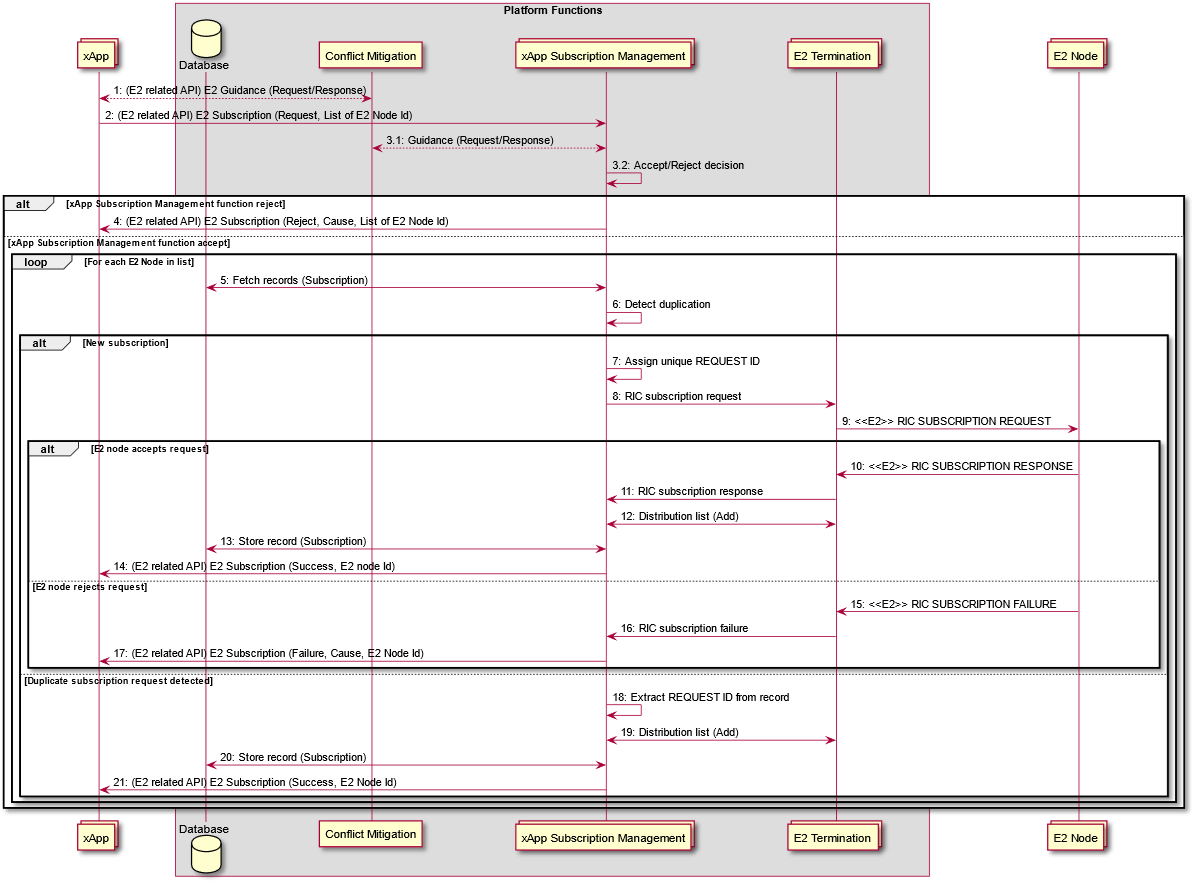 Platform Functions
xApp
Database
Conflict Mitigation
xApp Subscription Management
E2 Termination
E2 Node
1: (E2 related API) E2 Guidance (Request/Response)
2: (E2 related API) E2 Subscription (Request, List of E2 Node Id)
3.1: Guidance (Request/Response)
3.2: Accept/Reject decision
alt [xApp Subscription Management function reject]
4: (E2 related API) E2 Subscription (Reject, Cause, List of E2 Node Id)
[xApp Subscription Management function accept]
loop [For each E2 Node in list]
5: Fetch records (Subscription)
6: Detect duplication
alt [New subscription]
7: Assign unique REQUEST ID
8: RIC subscription request
9: <<E2>> RIC SUBSCRIPTION REQUEST
alt [E2 node accepts request]
10: <<E2>> RIC SUBSCRIPTION RESPONSE
11: RIC subscription response
12: Distribution list (Add)
13: Store record (Subscription)
14: (E2 related API) E2 Subscription (Success, E2 node Id)
[E2 node rejects request]
15: <<E2>> RIC SUBSCRIPTION FAILURE
16: RIC subscription failure
17: (E2 related API) E2 Subscription (Failure, Cause, E2 Node Id)
[Duplicate subscription request detected]
18: Extract REQUEST ID from record
19: Distribution list (Add)
20: Store record (Subscription)
21: (E2 related API) E2 Subscription (Success, E2 Node Id)
xApp
Database
Conflict Mitigation
xApp Subscription Management
E2 Termination
E2 Node